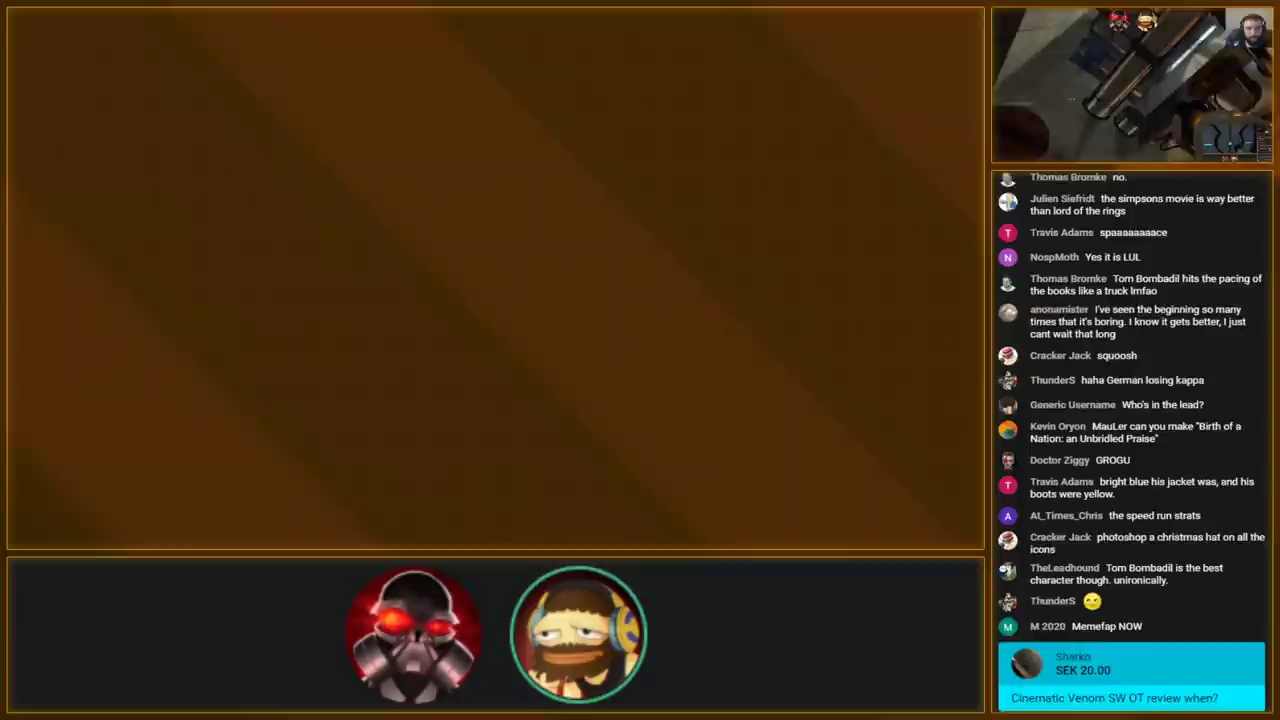 Thomas Bromke no.
Julien Siefridt the simpsons movie is way better
than lord of the rings
T Travis Adams spaaaaaaaace
N NospMoth Yes it is LUL
Thomas Bromke Tom Bombadil hits the pacing of
the books like a truck lmfao
anonamister I've seen the beginning so many
times that it's boring. I know it gets better, I just
cant wait that long
Cracker Jack squoosh
ThunderS haha German losing kappa
Generic Username Who's in the lead?
Kevin Oryon MauLer can you make "Birth of a
Nation: an Unbridled Praise"
Doctor Ziggy GROGU
T Travis Adams bright blue his jacket was, and his
boots were yellow.
A At_Times_Chris the speed run strats
Cracker Jack photoshop a christmas hat on all the
icons
TheLeadhound Tom Bombadil is the best
character though. unironically.
ThunderS
M M 2020 Memefap NOW
Sharko
SEK 20.00
Cinematic Venom SW OT review when?